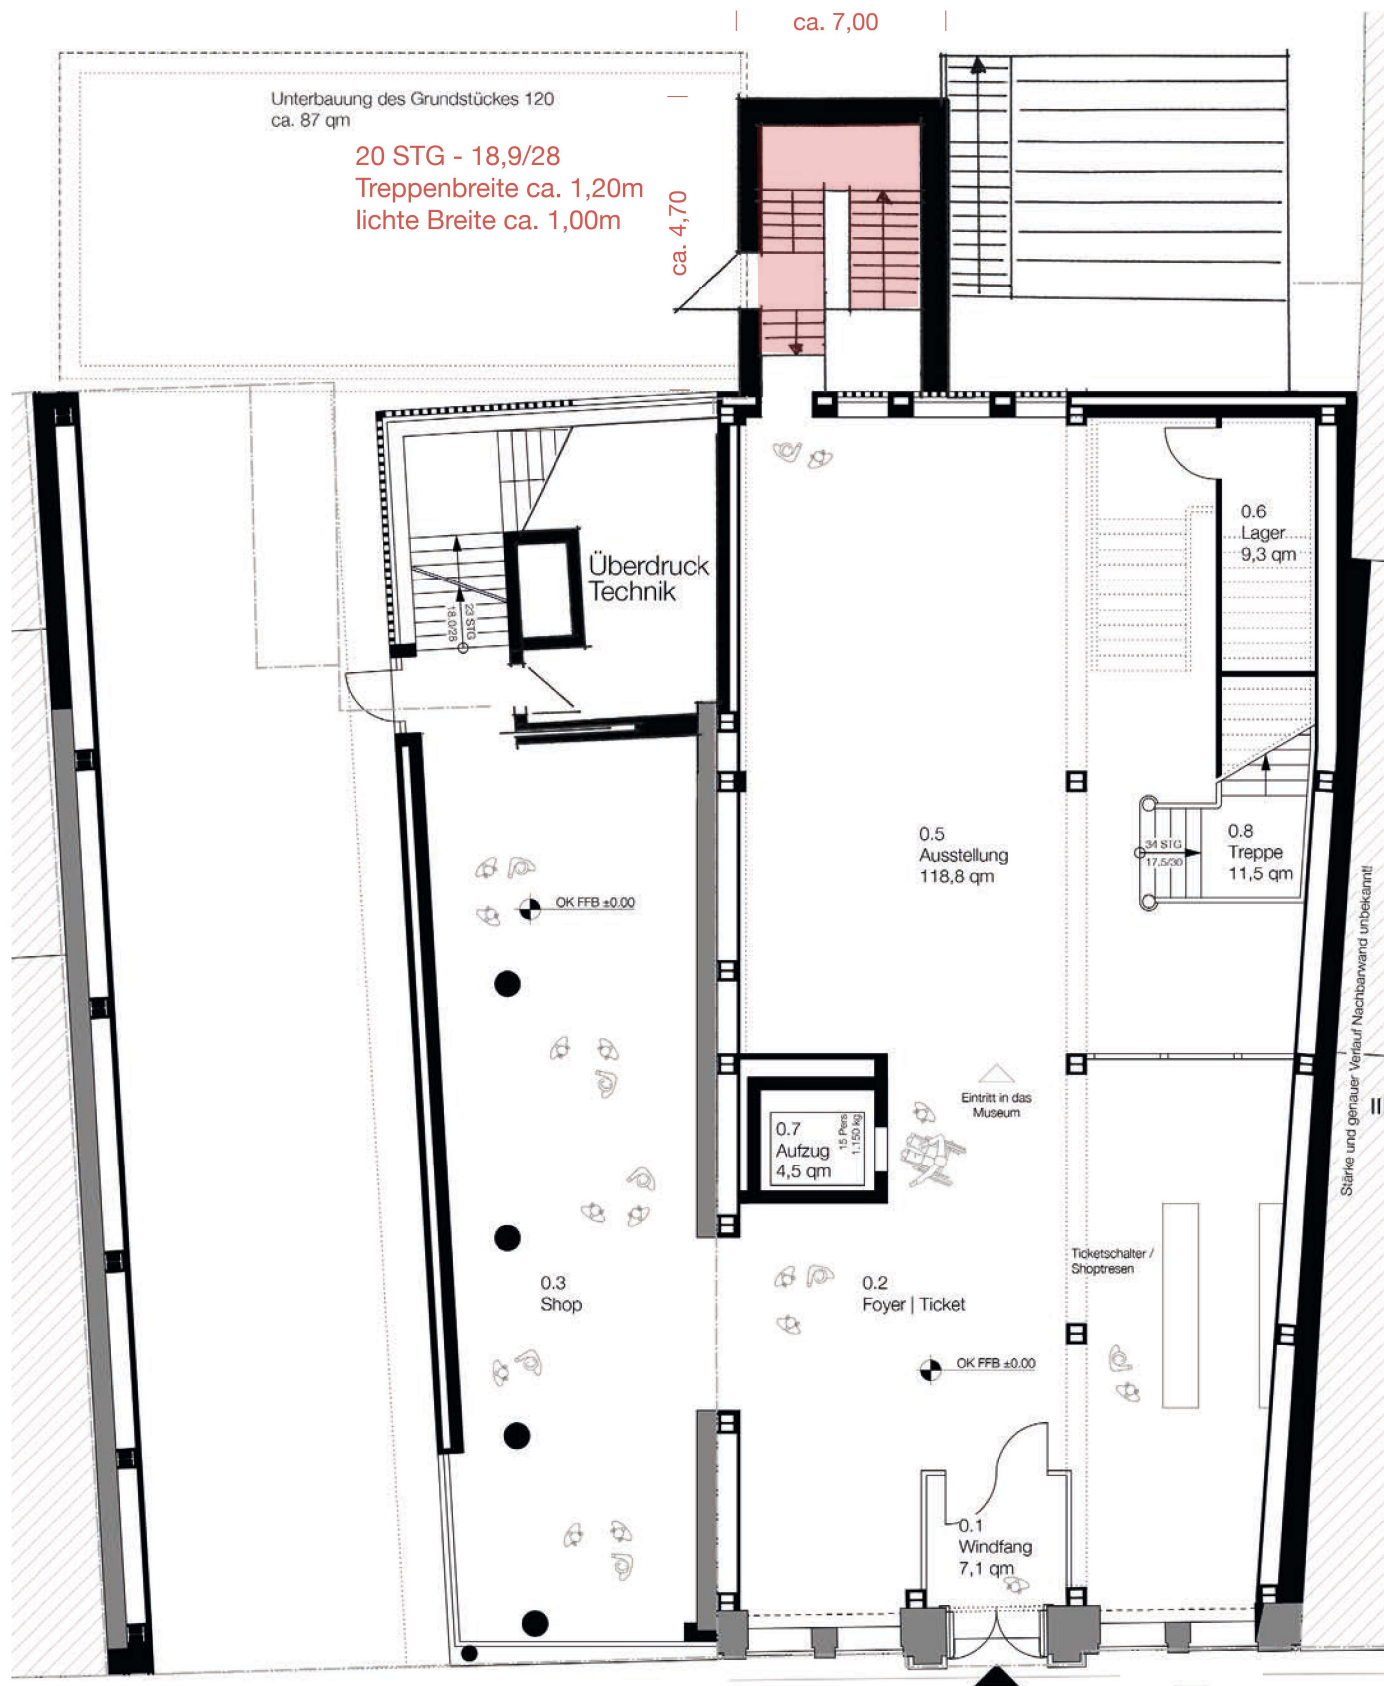 ca. 7,00
Unterbauung des Grundstückes 120
ca. 87 qm
20 STG - 18,9/28
Treppenbreite ca. 1,20m
lichte Breite ca. 1,00m
ca. 4,70
0.6
Lager
9,3 qm
Überdruck
Technik
23 STG
18.0/28
0.5
Ausstellung
118,8 qm
34 STG
17,5/30
0.8
Treppe
11,5 qm
OK FFB ±0.00
Stärke und genauer Verlauf Nachbarwand unbekannt!
II
Eintritt in das
Museum
0.7
Aufzug
4,5 qm
15 Pers
1.150 kg
Ticketschalter /
Shoptresen
0.3
Shop
0.2
Foyer | Ticket
OK FFB ±0.00
0.1
Windfang
7,1 qm